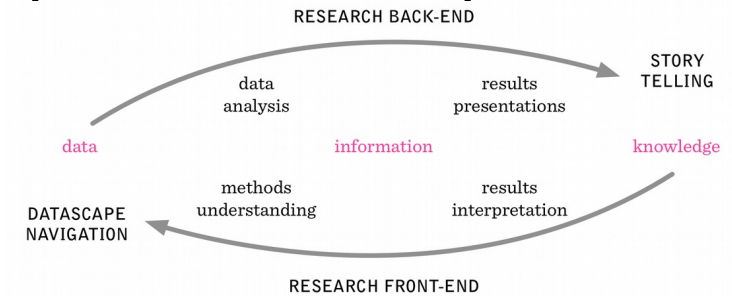 RESEARCH BACK-END
STORY
TELLING
data
analysis
results
presentations
data
information
knowledge
methods
understanding
results
interpretation
DATASCAPE
NAVIGATION
RESEARCH FRONT-END